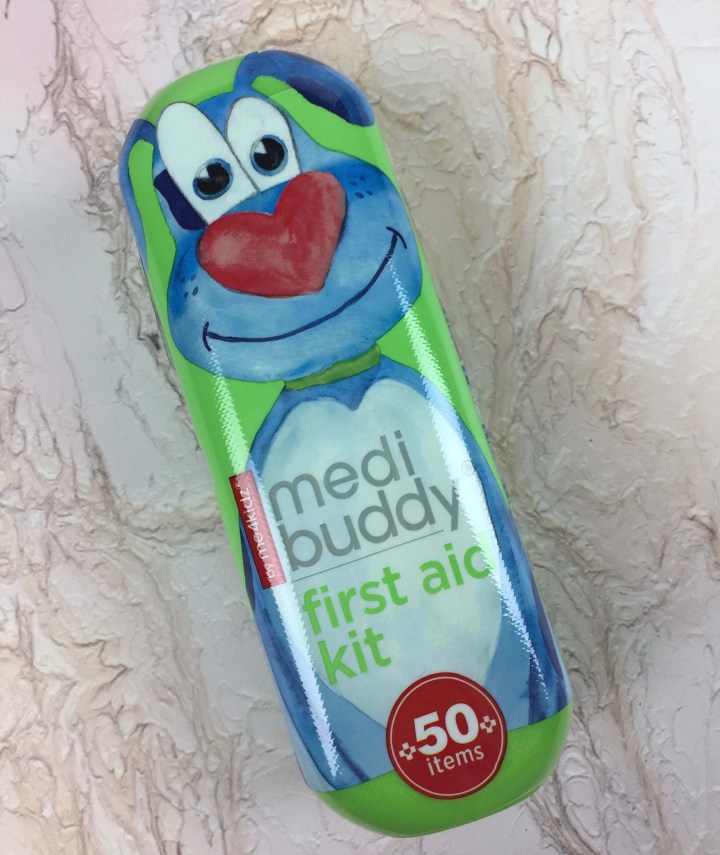 medi
buddy®
by me4kidz®
first aid
kit
50
items